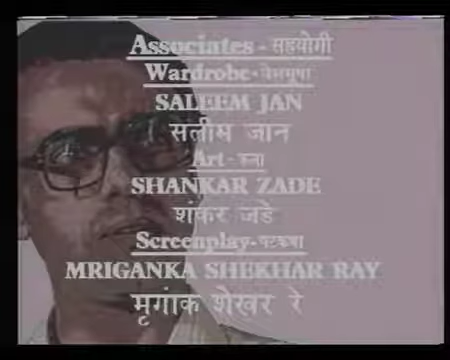 Associates - सहयोगी
Wardrobe - वेशभूषा
SALEEM JAN
सलीम जान
Art - कला
SHANKAR ZADE
शंकर जडे
Screenplay - पटकथा
MRIGANKA SHEKHAR RAY
मृगांक शेखर रे